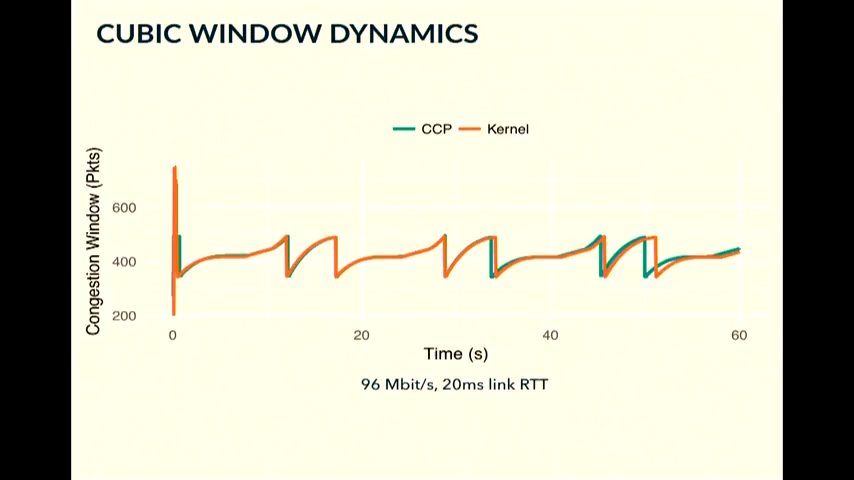 CUBIC WINDOW DYNAMICS
CCP Kernel
Congestion Window (Pkts)
600
400
200
0 20 40 60
Time (s)
96 Mbit/s, 20ms link RTT